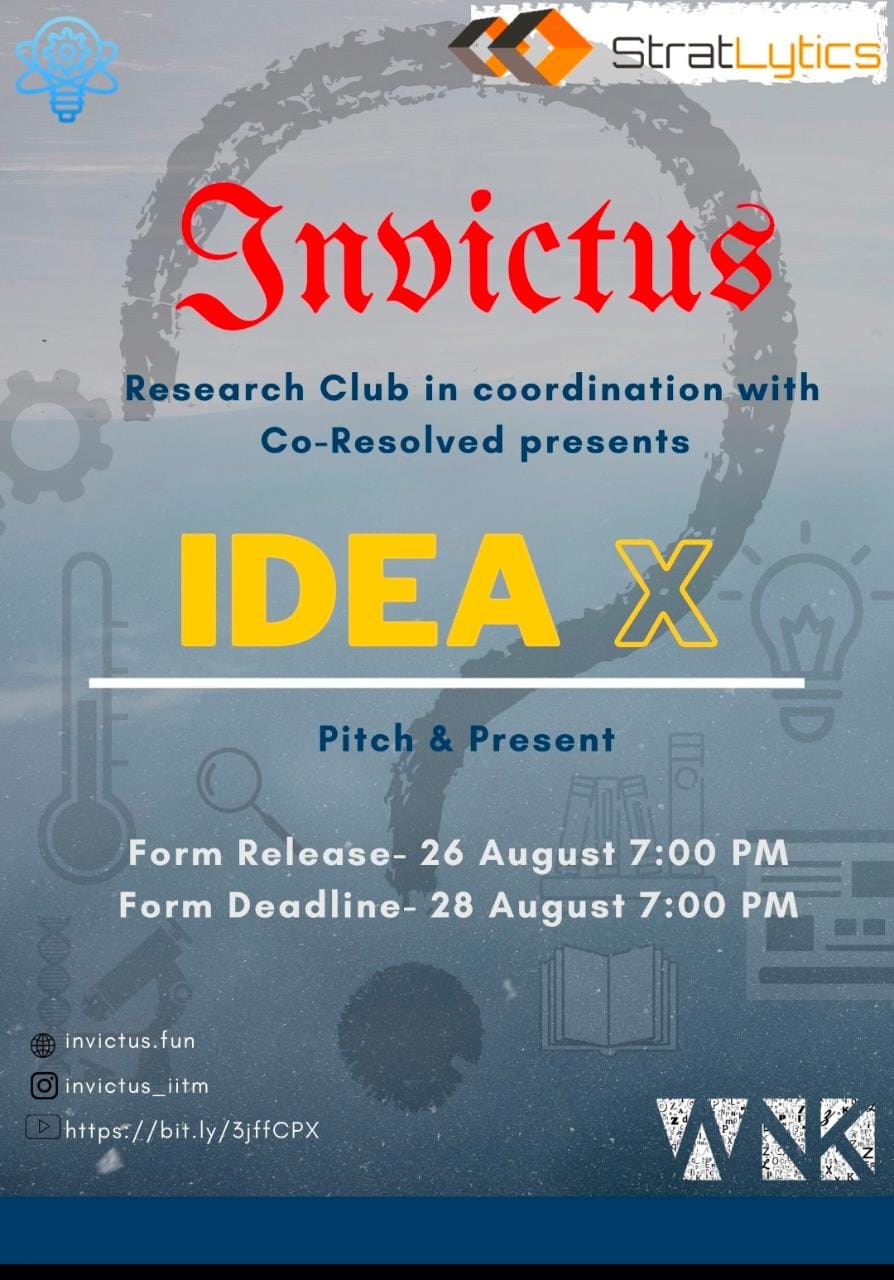 StratLytics
Invictus
Research Club in coordination with
Co-Resolved presents
IDEA X
Pitch & Present
Form Release- 26 August 7:00 PM
Form Deadline- 28 August 7:00 PM
invictus.fun
invictus_iitm
https://bit.ly/3jffCPX
WNK